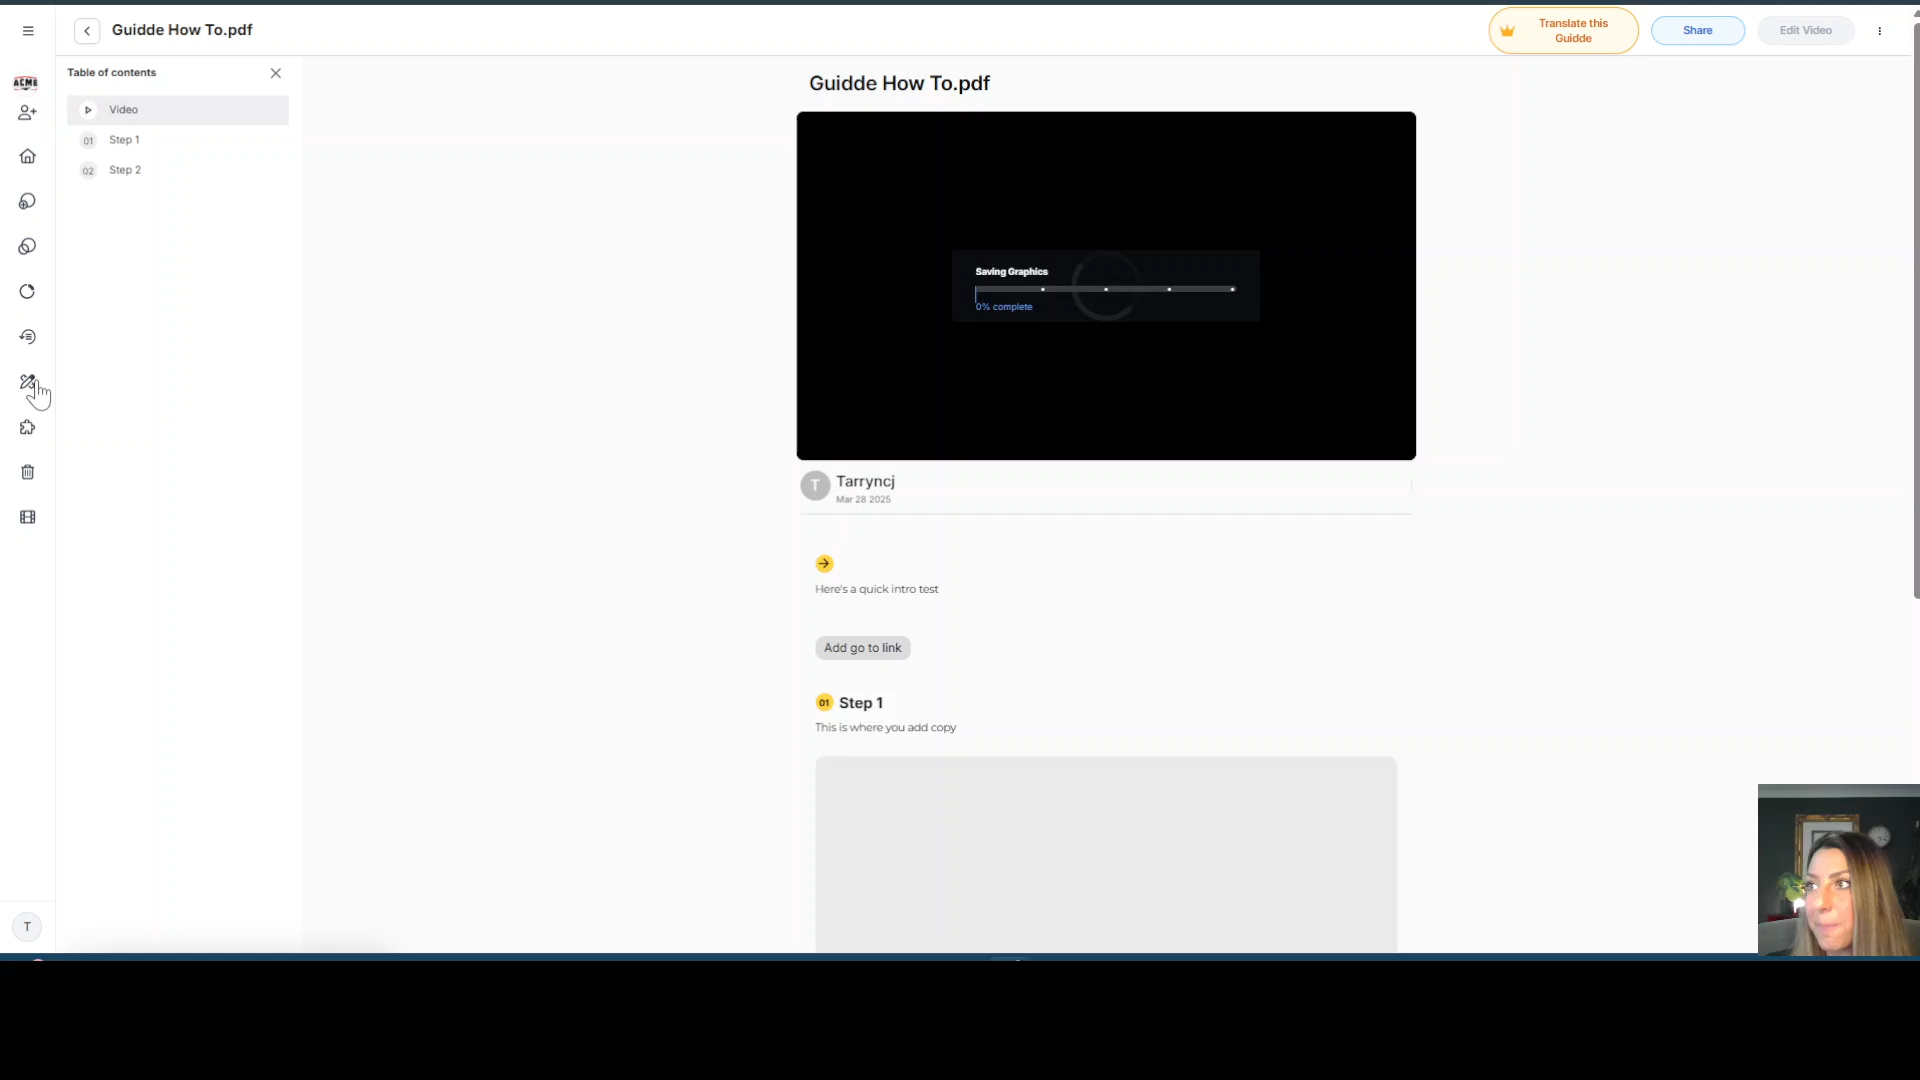 Guidde How To.pdf
Translate this
Guidde
Share
Edit Video
ACME
Table of contents
Video
01 Step 1
02 Step 2
Guidde How To.pdf
Saving Graphics
0% complete
T
Tarryncj
Mar 28 2025
Here's a quick intro test
Add go to link
01 Step 1
This is where you add copy
T